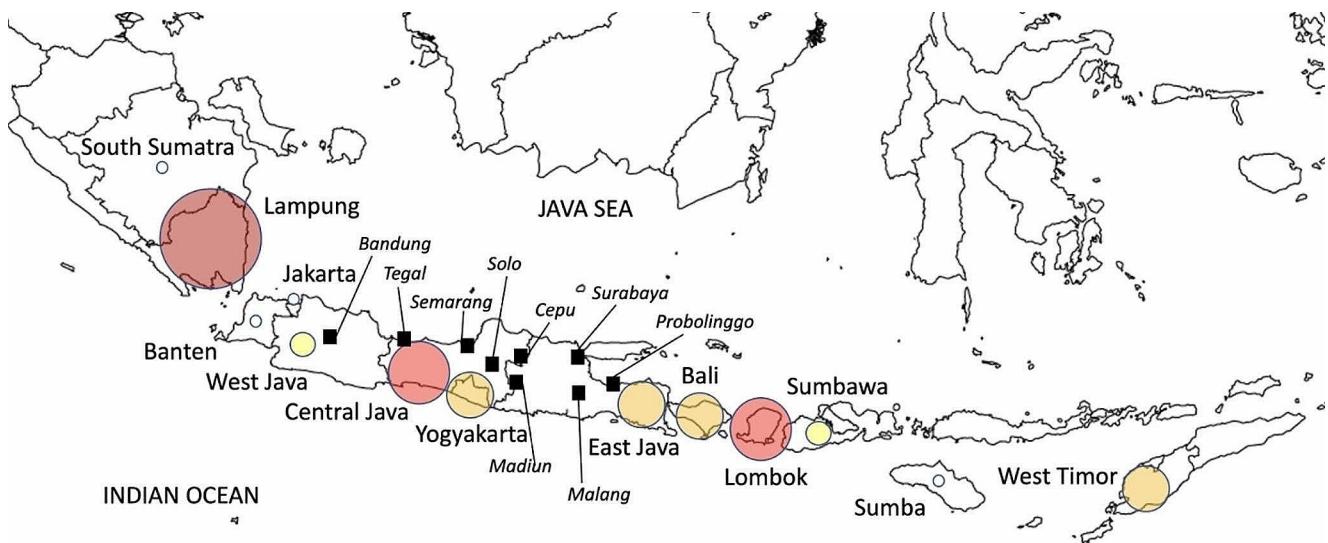 South Sumatra
Lampung
JAVA SEA
Bandung
Jakarta
Tegal
Solo
Semarang
Surabaya
Cepu
Probolinggo
Banten
West Java
Bali
Sumbawa
Central Java
Yogyakarta
East Java
Madiun
Lombok
West Timor
INDIAN OCEAN
Malang
Sumba